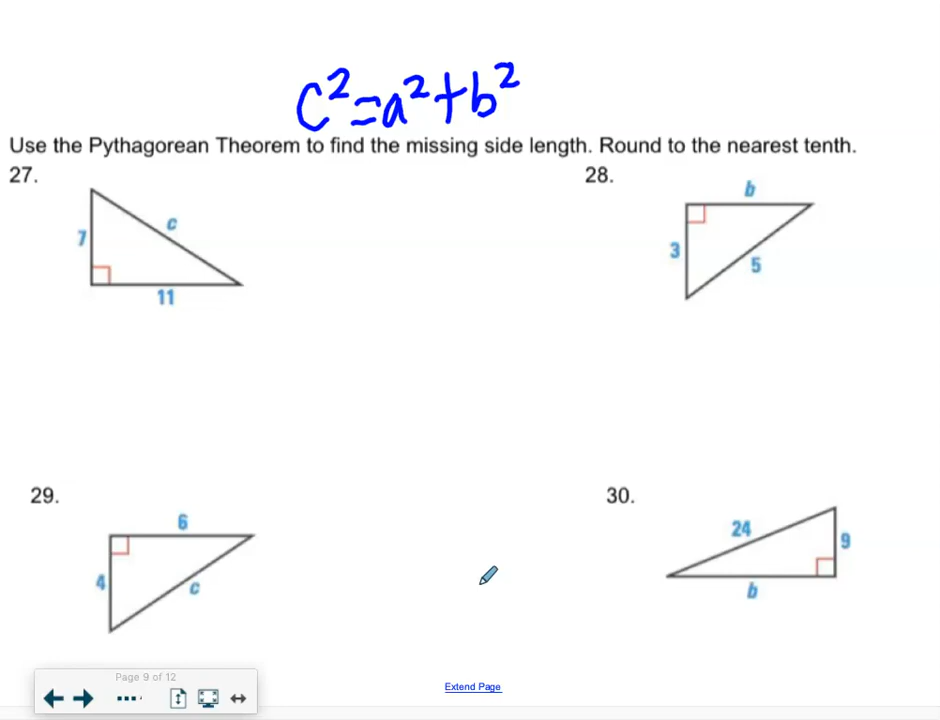 c²=a²+b²
Use the Pythagorean Theorem to find the missing side length. Round to the nearest tenth.
27.
7
c
11
28.
b
3
5
29.
6
4
c
30.
24
9
b
Page 9 of 12
Extend Page